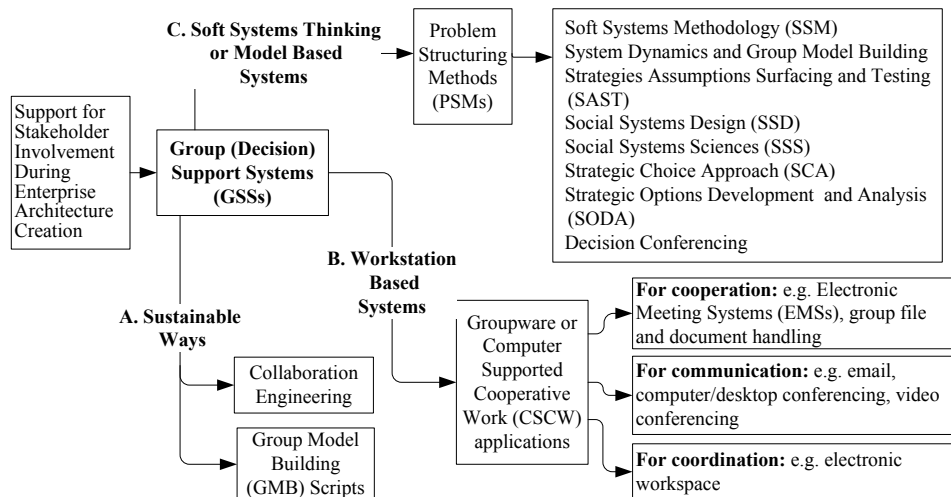 Support for
Stakeholder
Involvement
During
Enterprise
Architecture
Creation
Group (Decision)
Support Systems
(GSSs)
C. Soft Systems Thinking
or Model Based
Systems
Problem
Structuring
Methods
(PSMs)
Soft Systems Methodology (SSM)
System Dynamics and Group Model Building
Strategies Assumptions Surfacing and Testing
(SAST)
Social Systems Design (SSD)
Social Systems Sciences (SSS)
Strategic Choice Approach (SCA)
Strategic Options Development and Analysis
(SODA)
Decision Conferencing
B. Workstation
Based
Systems
Groupware or
Computer
Supported
Cooperative
Work (CSCW)
applications
For cooperation: e.g. Electronic
Meeting Systems (EMSs), group file
and document handling
For communication: e.g. email,
computer/desktop conferencing, video
conferencing
For coordination: e.g. electronic
workspace
A. Sustainable
Ways
Collaboration
Engineering
Group Model
Building
(GMB) Scripts